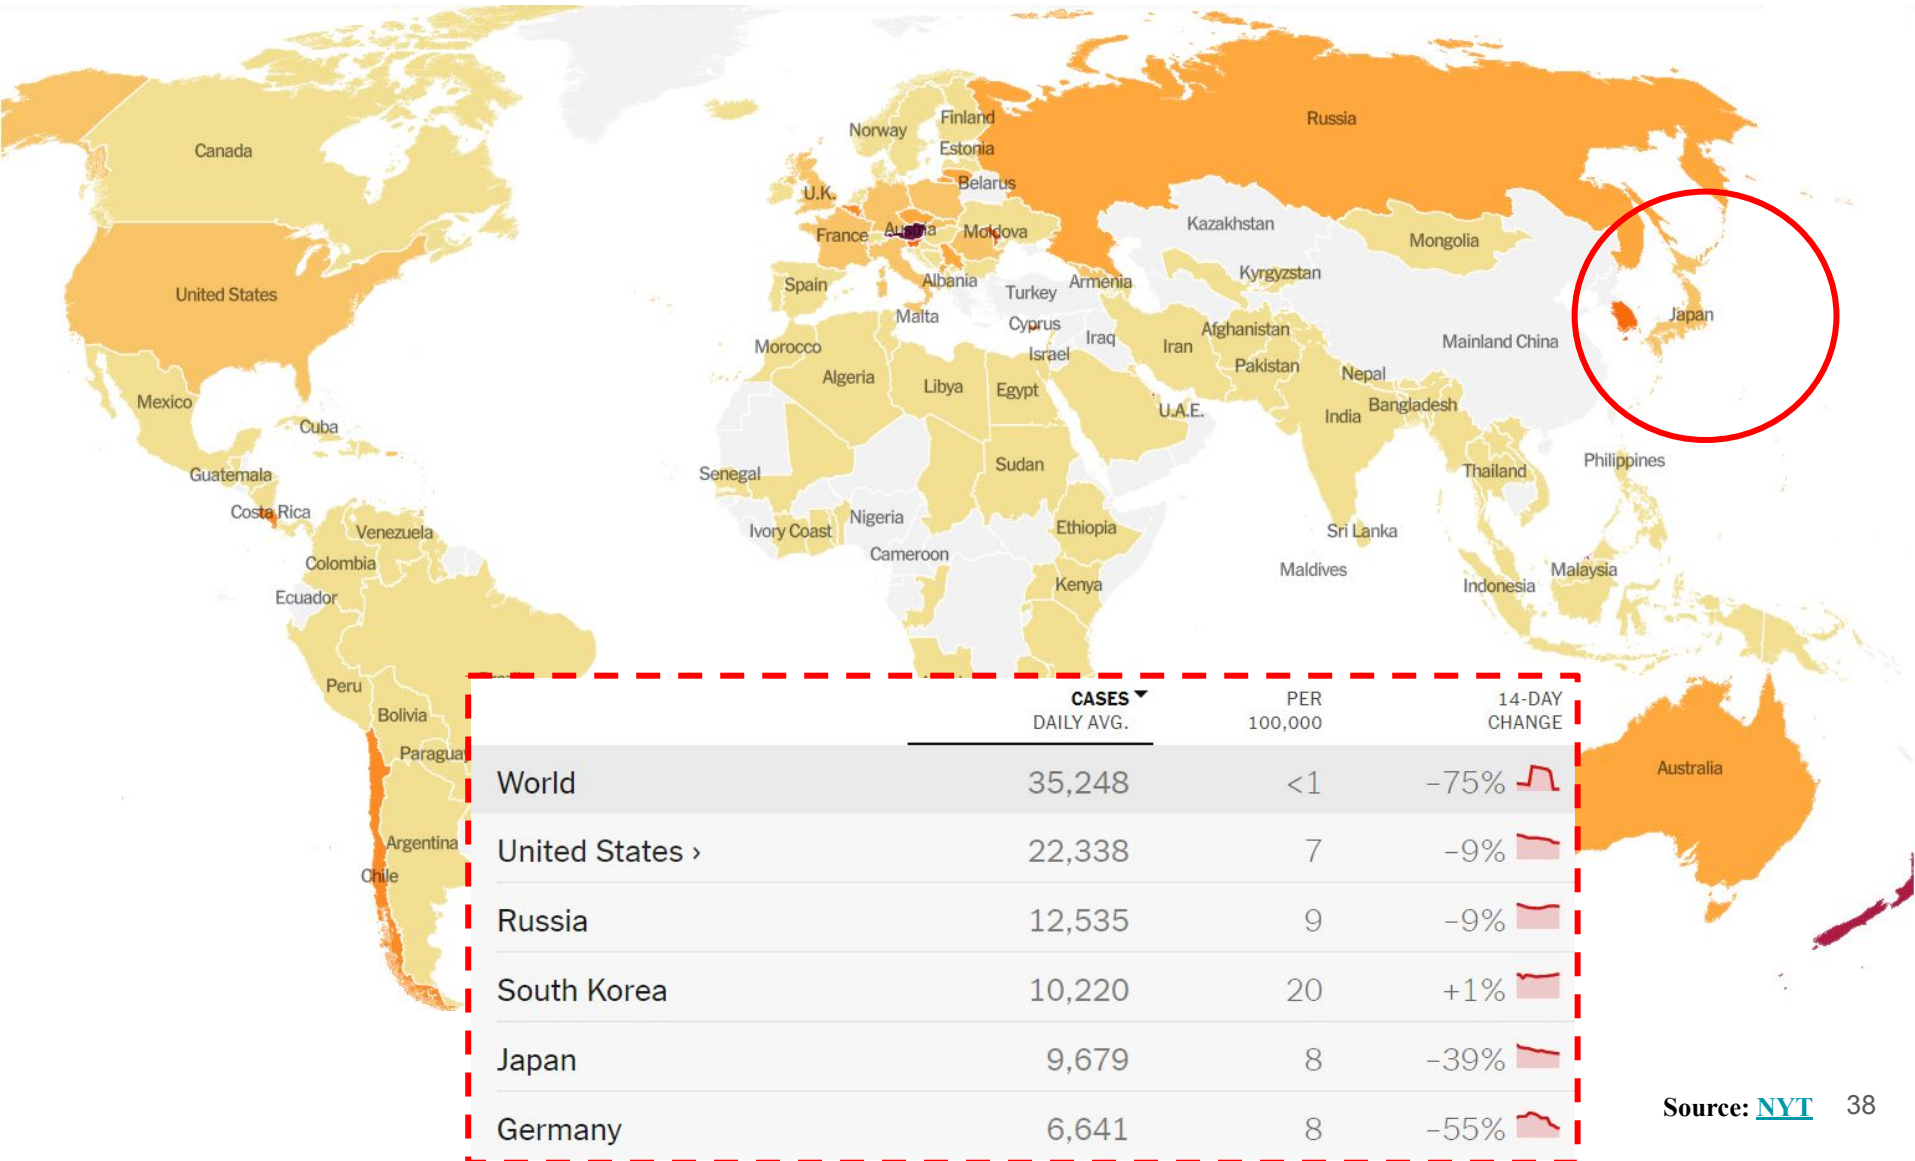 Canada
United States
Mexico
Cuba
Guatemala
Costa Rica
Venezuela
Colombia
Ecuador
Peru
Bolivia
Argentina
Chile
Norway
Finland
Estonia
Belarus
U.K.
France
Austria
Moldova
Spain
Albania
Malta
Turkey
Armenia
Cyprus
Iraq
Israel
Iran
Morocco
Algeria
Libya
Egypt
Senegal
Sudan
Ivory Coast
Nigeria
Cameroon
Ethiopia
Kenya
Russia
Kazakhstan
Mongolia
Kyrgyzstan
Afghanistan
Pakistan
Nepal
U.A.E.
India
Bangladesh
Mainland China
Japan
Thailand
Philippines
Sri Lanka
Maldives
Malaysia
Indonesia
Australia
Paragua
CASES PER 14-DAY
DAILY AVG. 100,000 CHANGE
World 35,248 <1 −75%
United States › 22,338 7 −9%
Russia 12,535 9 −9%
South Korea 10,220 20 +1%
Japan 9,679 8 −39%
Germany 6,641 8 −55%
Source: NYT 38